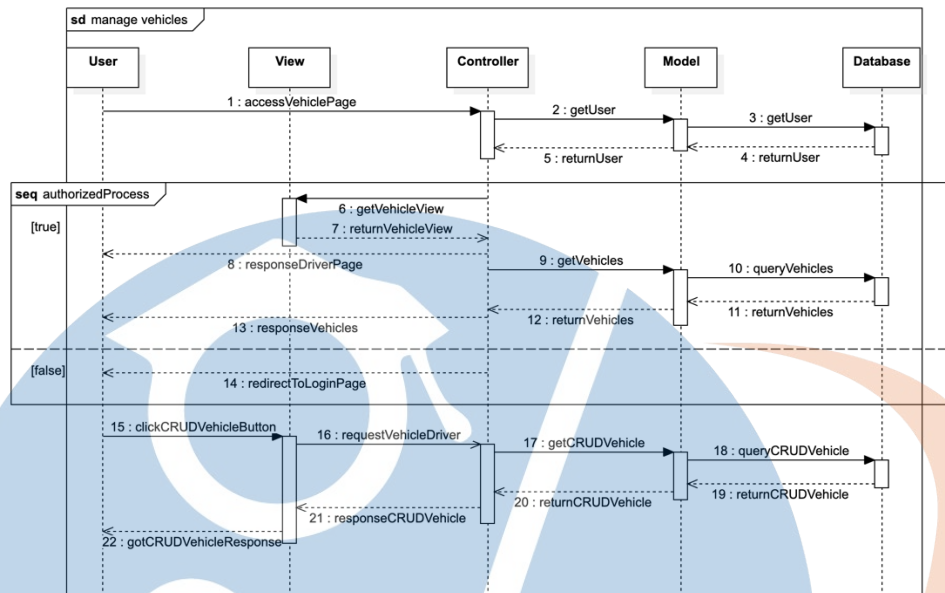 sd manage vehicles
User
View
Controller
Model
Database
1 : accessVehiclePage
2 : getUser
3 : getUser
4 : returnUser
5 : returnUser
seq authorizedProcess
[true]
6 : getVehicleView
7 : returnVehicleView
8 : responseDriverPage
9 : getVehicles
10 : queryVehicles
11 : returnVehicles
12 : returnVehicles
13 : responseVehicles
[false]
14 : redirectToLoginPage
15 : clickCRUDVehicleButton
16 : requestVehicleDriver
17 : getCRUDVehicle
18 : queryCRUDVehicle
19 : returnCRUDVehicle
20 : returnCRUDVehicle
21 : responseCRUDVehicle
22 : gotCRUDVehicleResponse